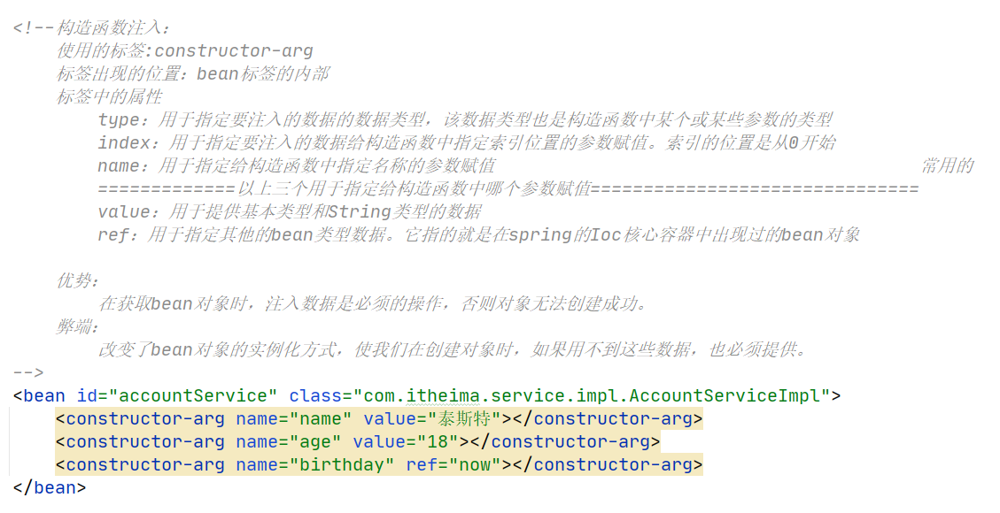 <!--构造函数注入:
使用的标签:constructor-arg
标签出现的位置：bean标签的内部
标签中的属性
type：用于指定要注入的数据的数据类型，该数据类型也是构造函数中某个或某些参数的类型
index：用于指定要注入的数据给构造函数中指定索引位置的参数赋值。索引的位置是从0开始
name：用于指定给构造函数中指定名称的参数赋值 常用的
=============以上三个用于指定给构造函数中哪个参数赋值===============================
value：用于提供基本类型和String类型的数据
ref：用于指定其他的bean类型数据。它指的就是在spring的Ioc核心容器中出现过的bean对象
优势：
在获取bean对象时，注入数据是必须的操作，否则对象无法创建成功。
弊端：
改变了bean对象的实例化方式，使我们在创建对象时，如果用不到这些数据，也必须提供。
-->
<bean id="accountService" class="com.itheima.service.impl.AccountServiceImpl">
<constructor-arg name="name" value="泰斯特"></constructor-arg>
<constructor-arg name="age" value="18"></constructor-arg>
<constructor-arg name="birthday" ref="now"></constructor-arg>
</bean>